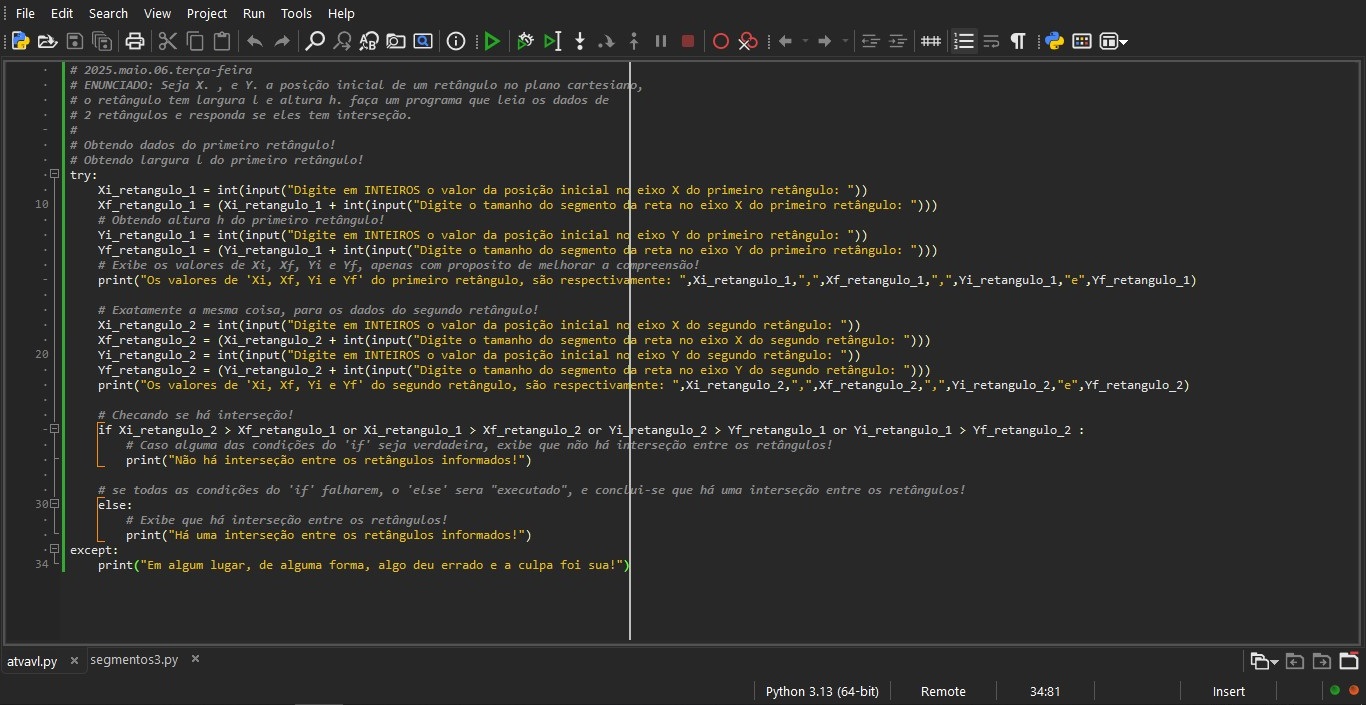 File Edit Search View Project Run Tools Help
# 2025.maio.06.terça-feira
# ENUNCIADO: Seja X. , e Y. a posição inicial de um retângulo no plano cartesiano,
# o retângulo tem largura l e altura h. faça um programa que leia os dados de
# 2 retângulos e responda se eles tem interseção.
#
# Obtendo dados do primeiro retângulo!
# Obtendo largura l do primeiro retângulo!
try:
Xi_retangulo_1 = int(input("Digite em INTEIROS o valor da posição inicial no eixo X do primeiro retângulo: "))
10 Xf_retangulo_1 = (Xi_retangulo_1 + int(input("Digite o tamanho do segmento da reta no eixo X do primeiro retângulo: ")))
# Obtendo altura h do primeiro retângulo!
Yi_retangulo_1 = int(input("Digite em INTEIROS o valor da posição inicial no eixo Y do primeiro retângulo: "))
Yf_retangulo_1 = (Yi_retangulo_1 + int(input("Digite o tamanho do segmento da reta no eixo Y do primeiro retângulo: ")))
# Exibe os valores de Xi, Xf, Yi e Yf, apenas com proposito de melhorar a compreensão!
print("Os valores de 'Xi, Xf, Yi e Yf' do primeiro retângulo, são respectivamente: ",Xi_retangulo_1,",",Xf_retangulo_1,",",Yi_retangulo_1,"e",Yf_retangulo_1)
# Exatamente a mesma coisa, para os dados do segundo retângulo!
Xi_retangulo_2 = int(input("Digite em INTEIROS o valor da posição inicial no eixo X do segundo retângulo: "))
Xf_retangulo_2 = (Xi_retangulo_2 + int(input("Digite o tamanho do segmento da reta no eixo X do segundo retângulo: ")))
20 Yi_retangulo_2 = int(input("Digite em INTEIROS o valor da posição inicial no eixo Y do segundo retângulo: "))
Yf_retangulo_2 = (Yi_retangulo_2 + int(input("Digite o tamanho do segmento da reta no eixo Y do segundo retângulo: ")))
print("Os valores de 'Xi, Xf, Yi e Yf' do segundo retângulo, são respectivamente: ",Xi_retangulo_2,",",Xf_retangulo_2,",",Yi_retangulo_2,"e",Yf_retangulo_2)
# Checando se há interseção!
if Xi_retangulo_2 > Xf_retangulo_1 or Xi_retangulo_1 > Xf_retangulo_2 or Yi_retangulo_2 > Yf_retangulo_1 or Yi_retangulo_1 > Yf_retangulo_2 :
# Caso alguma das condições do 'if' seja verdadeira, exibe que não há interseção entre os retângulos!
print("Não há interseção entre os retângulos informados!")
# se todas as condições do 'if' falharem, o 'else' sera "executado", e conclui-se que há uma interseção entre os retângulos!
30 else:
# Exibe que há interseção entre os retângulos!
print("Há uma interseção entre os retângulos informados!")
except:
34 print("Em algum lugar, de alguma forma, algo deu errado e a culpa foi sua!")
atvavl.py × segmentos3.py ×
Python 3.13 (64-bit) Remote 34:81 Insert